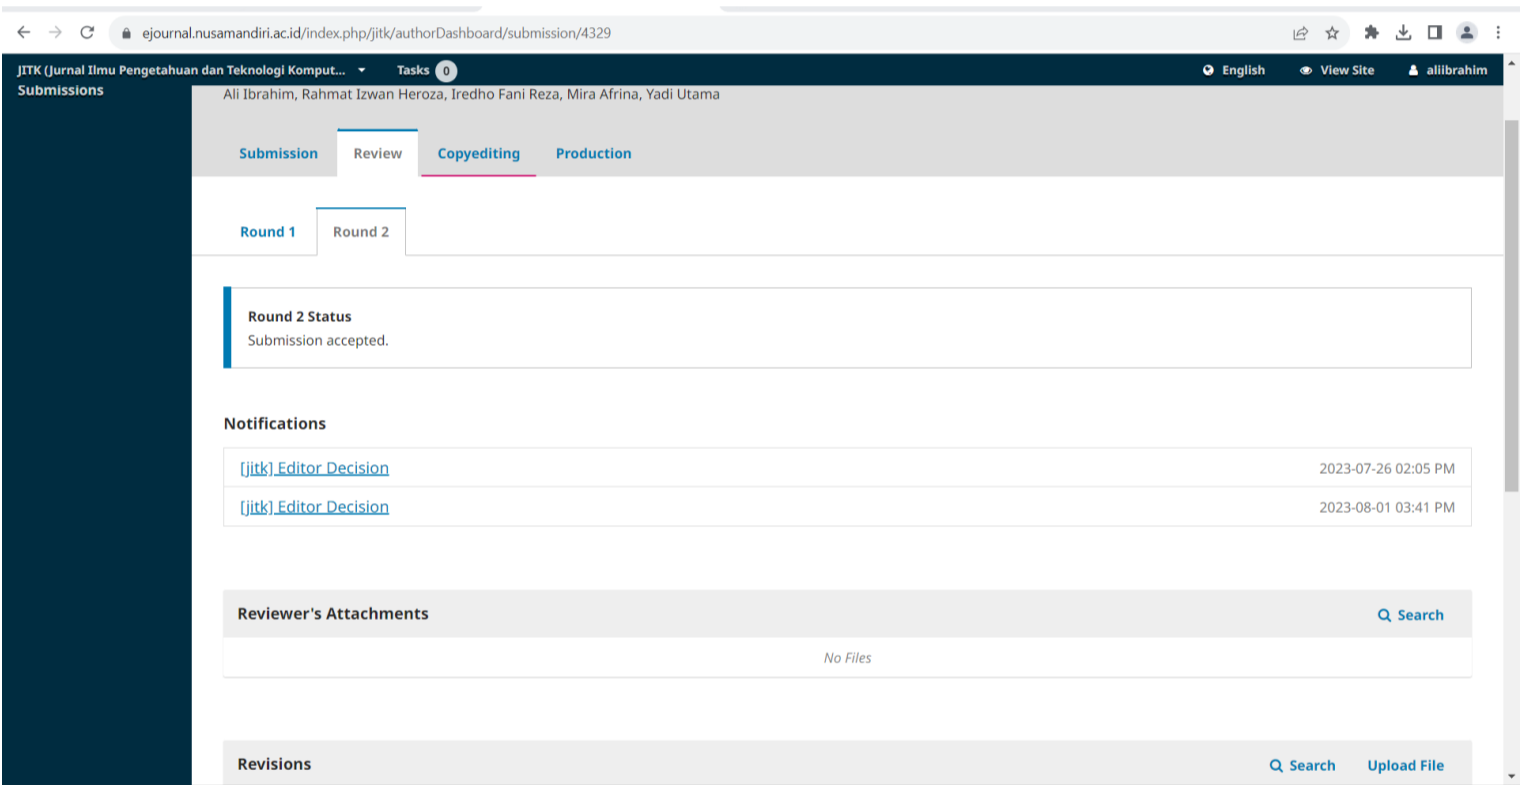 ejournal.nusamandiri.ac.id/index.php/jitk/authorDashboard/submission/4329
JITK (Jurnal Ilmu Pengetahuan dan Teknologi Komput... Tasks 0 English View Site aliibrahim
Submissions
Ali Ibrahim, Rahmat Izwan Heroza, Iredho Fani Reza, Mira Afrina, Yadi Utama
Submission Review Copyediting Production
Round 1 Round 2
Round 2 Status
Submission accepted.
Notifications
[jitk] Editor Decision 2023-07-26 02:05 PM
[jitk] Editor Decision 2023-08-01 03:41 PM
Reviewer's Attachments Search
No Files
Revisions Search Upload File